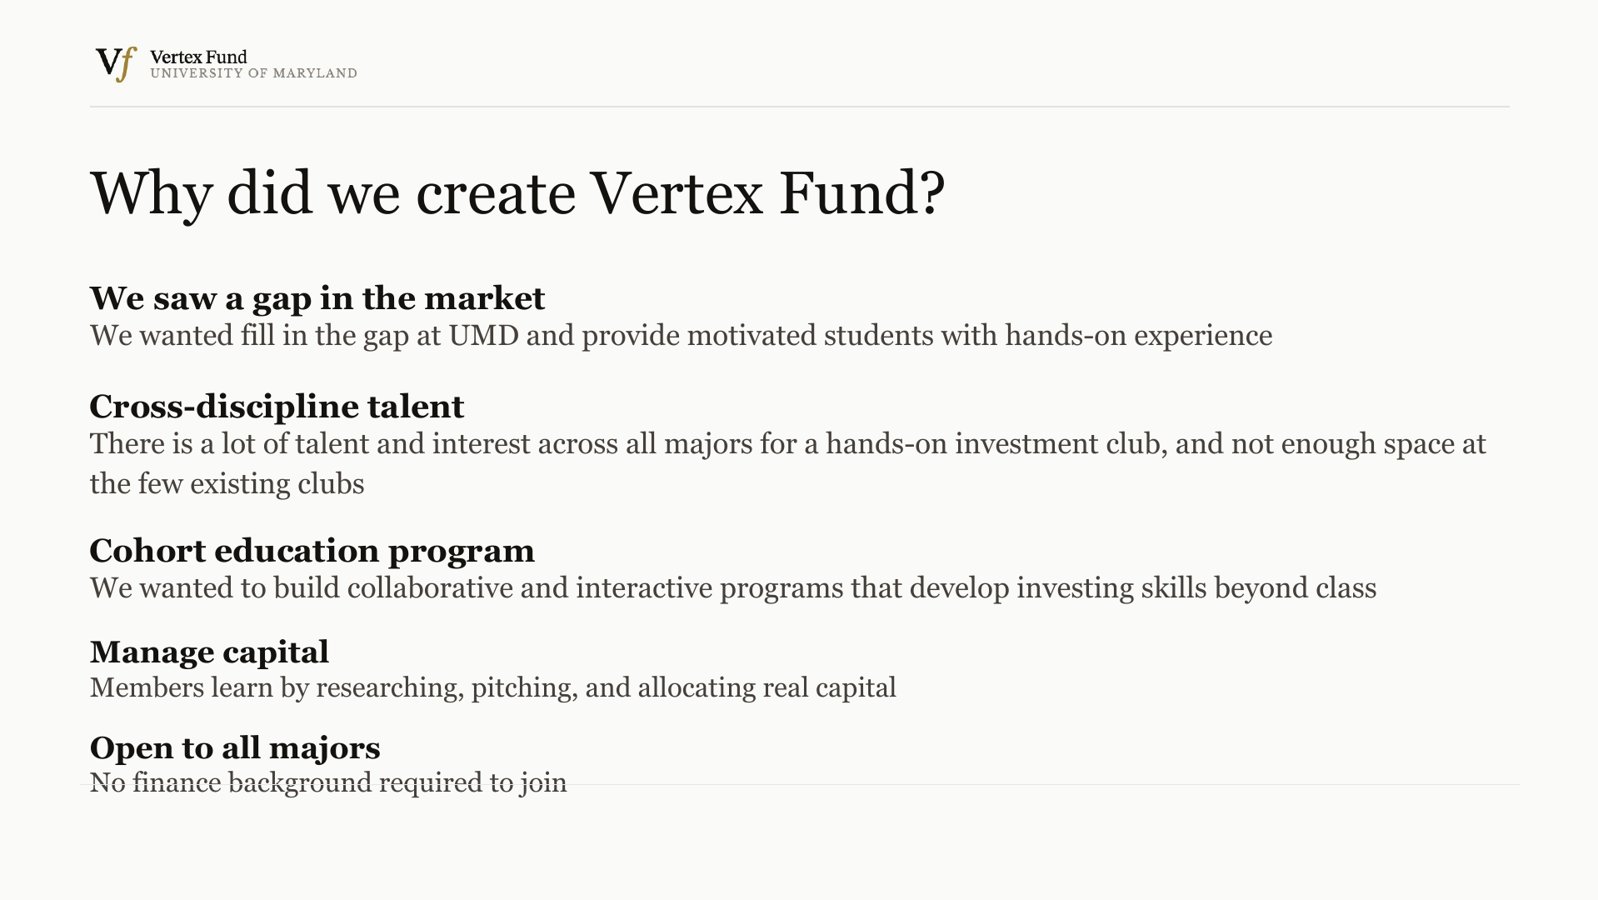 Vf Vertex Fund
UNIVERSITY OF MARYLAND
Why did we create Vertex Fund?
We saw a gap in the market
We wanted fill in the gap at UMD and provide motivated students with hands-on experience
Cross-discipline talent
There is a lot of talent and interest across all majors for a hands-on investment club, and not enough space at
the few existing clubs
Cohort education program
We wanted to build collaborative and interactive programs that develop investing skills beyond class
Manage capital
Members learn by researching, pitching, and allocating real capital
Open to all majors
No finance background required to join